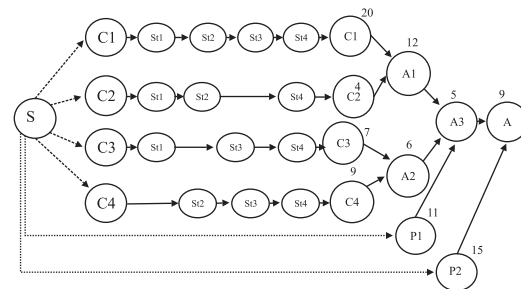 20
C1 St1 St2 St3 St4 C1
12
4
A1
C2 St1 St2 St4 C2
5 9
S
A3 A
7
C3 St1 St3 St4 C3
6
9
A2
C4 St2 St3 St4 C4
11
P1
15
P2